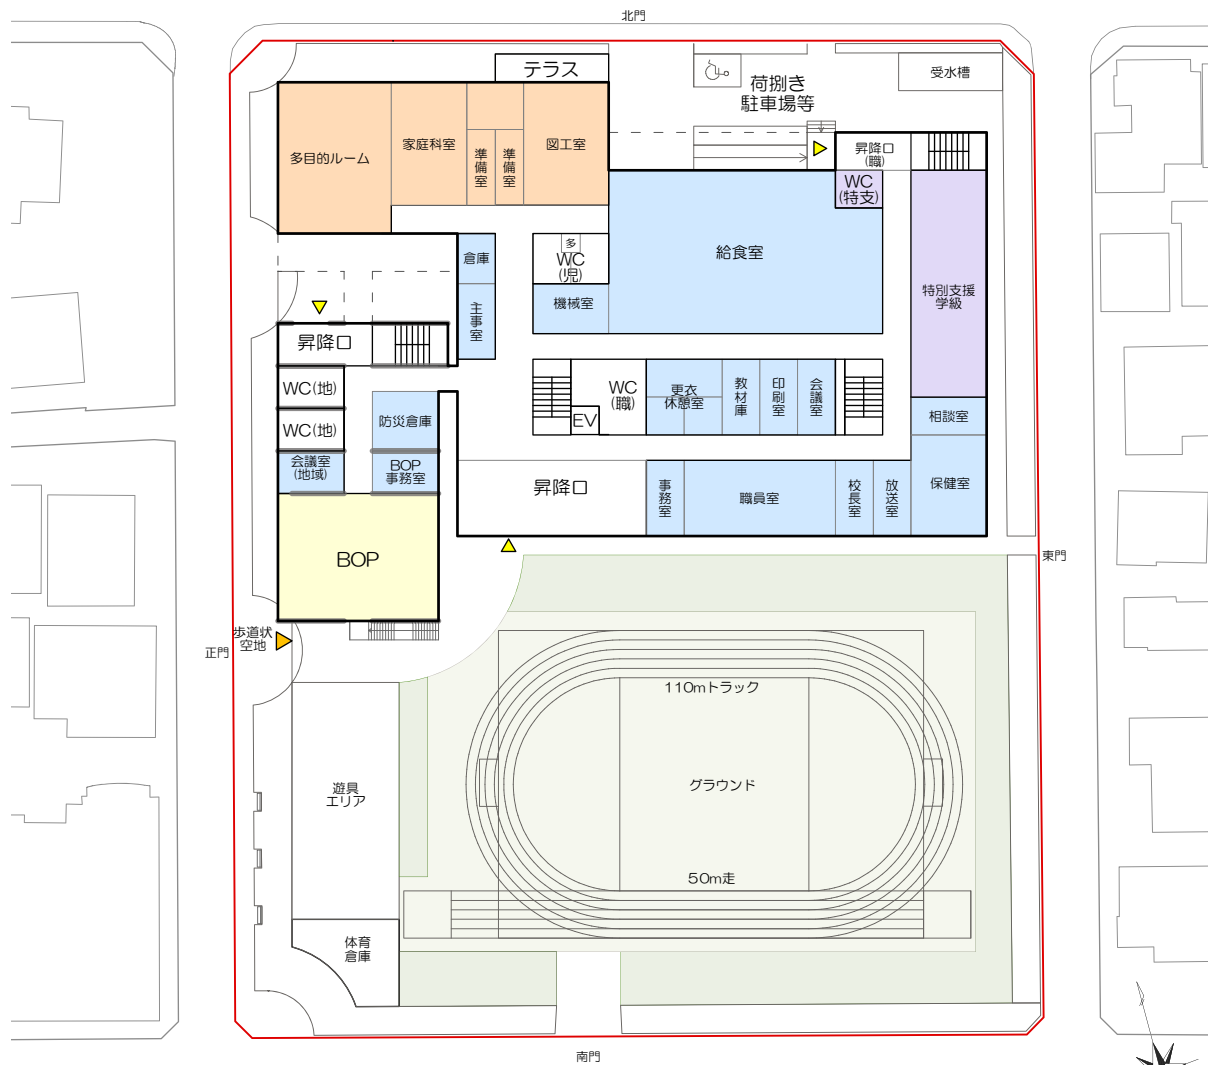 北門
テラス
荷捌き
駐車場等
受水槽
多目的ルーム
家庭科室
準備室
準備室
図工室
昇降口
(職)
WC
(特支)
倉庫
多
WC
(児)
給食室
特別支援
学級
主事室
機械室
昇降口
WC(地)
WC(地)
防災倉庫
会議室
(地域)
BOP
事務室
EV
WC
(職)
更衣
休憩室
教材庫
印刷室
会議室
相談室
昇降口
事務室
職員室
校長室
放送室
保健室
BOP
東門
歩道状
空地
正門
110mトラック
遊具
エリア
グラウンド
50m走
体育
倉庫
南門